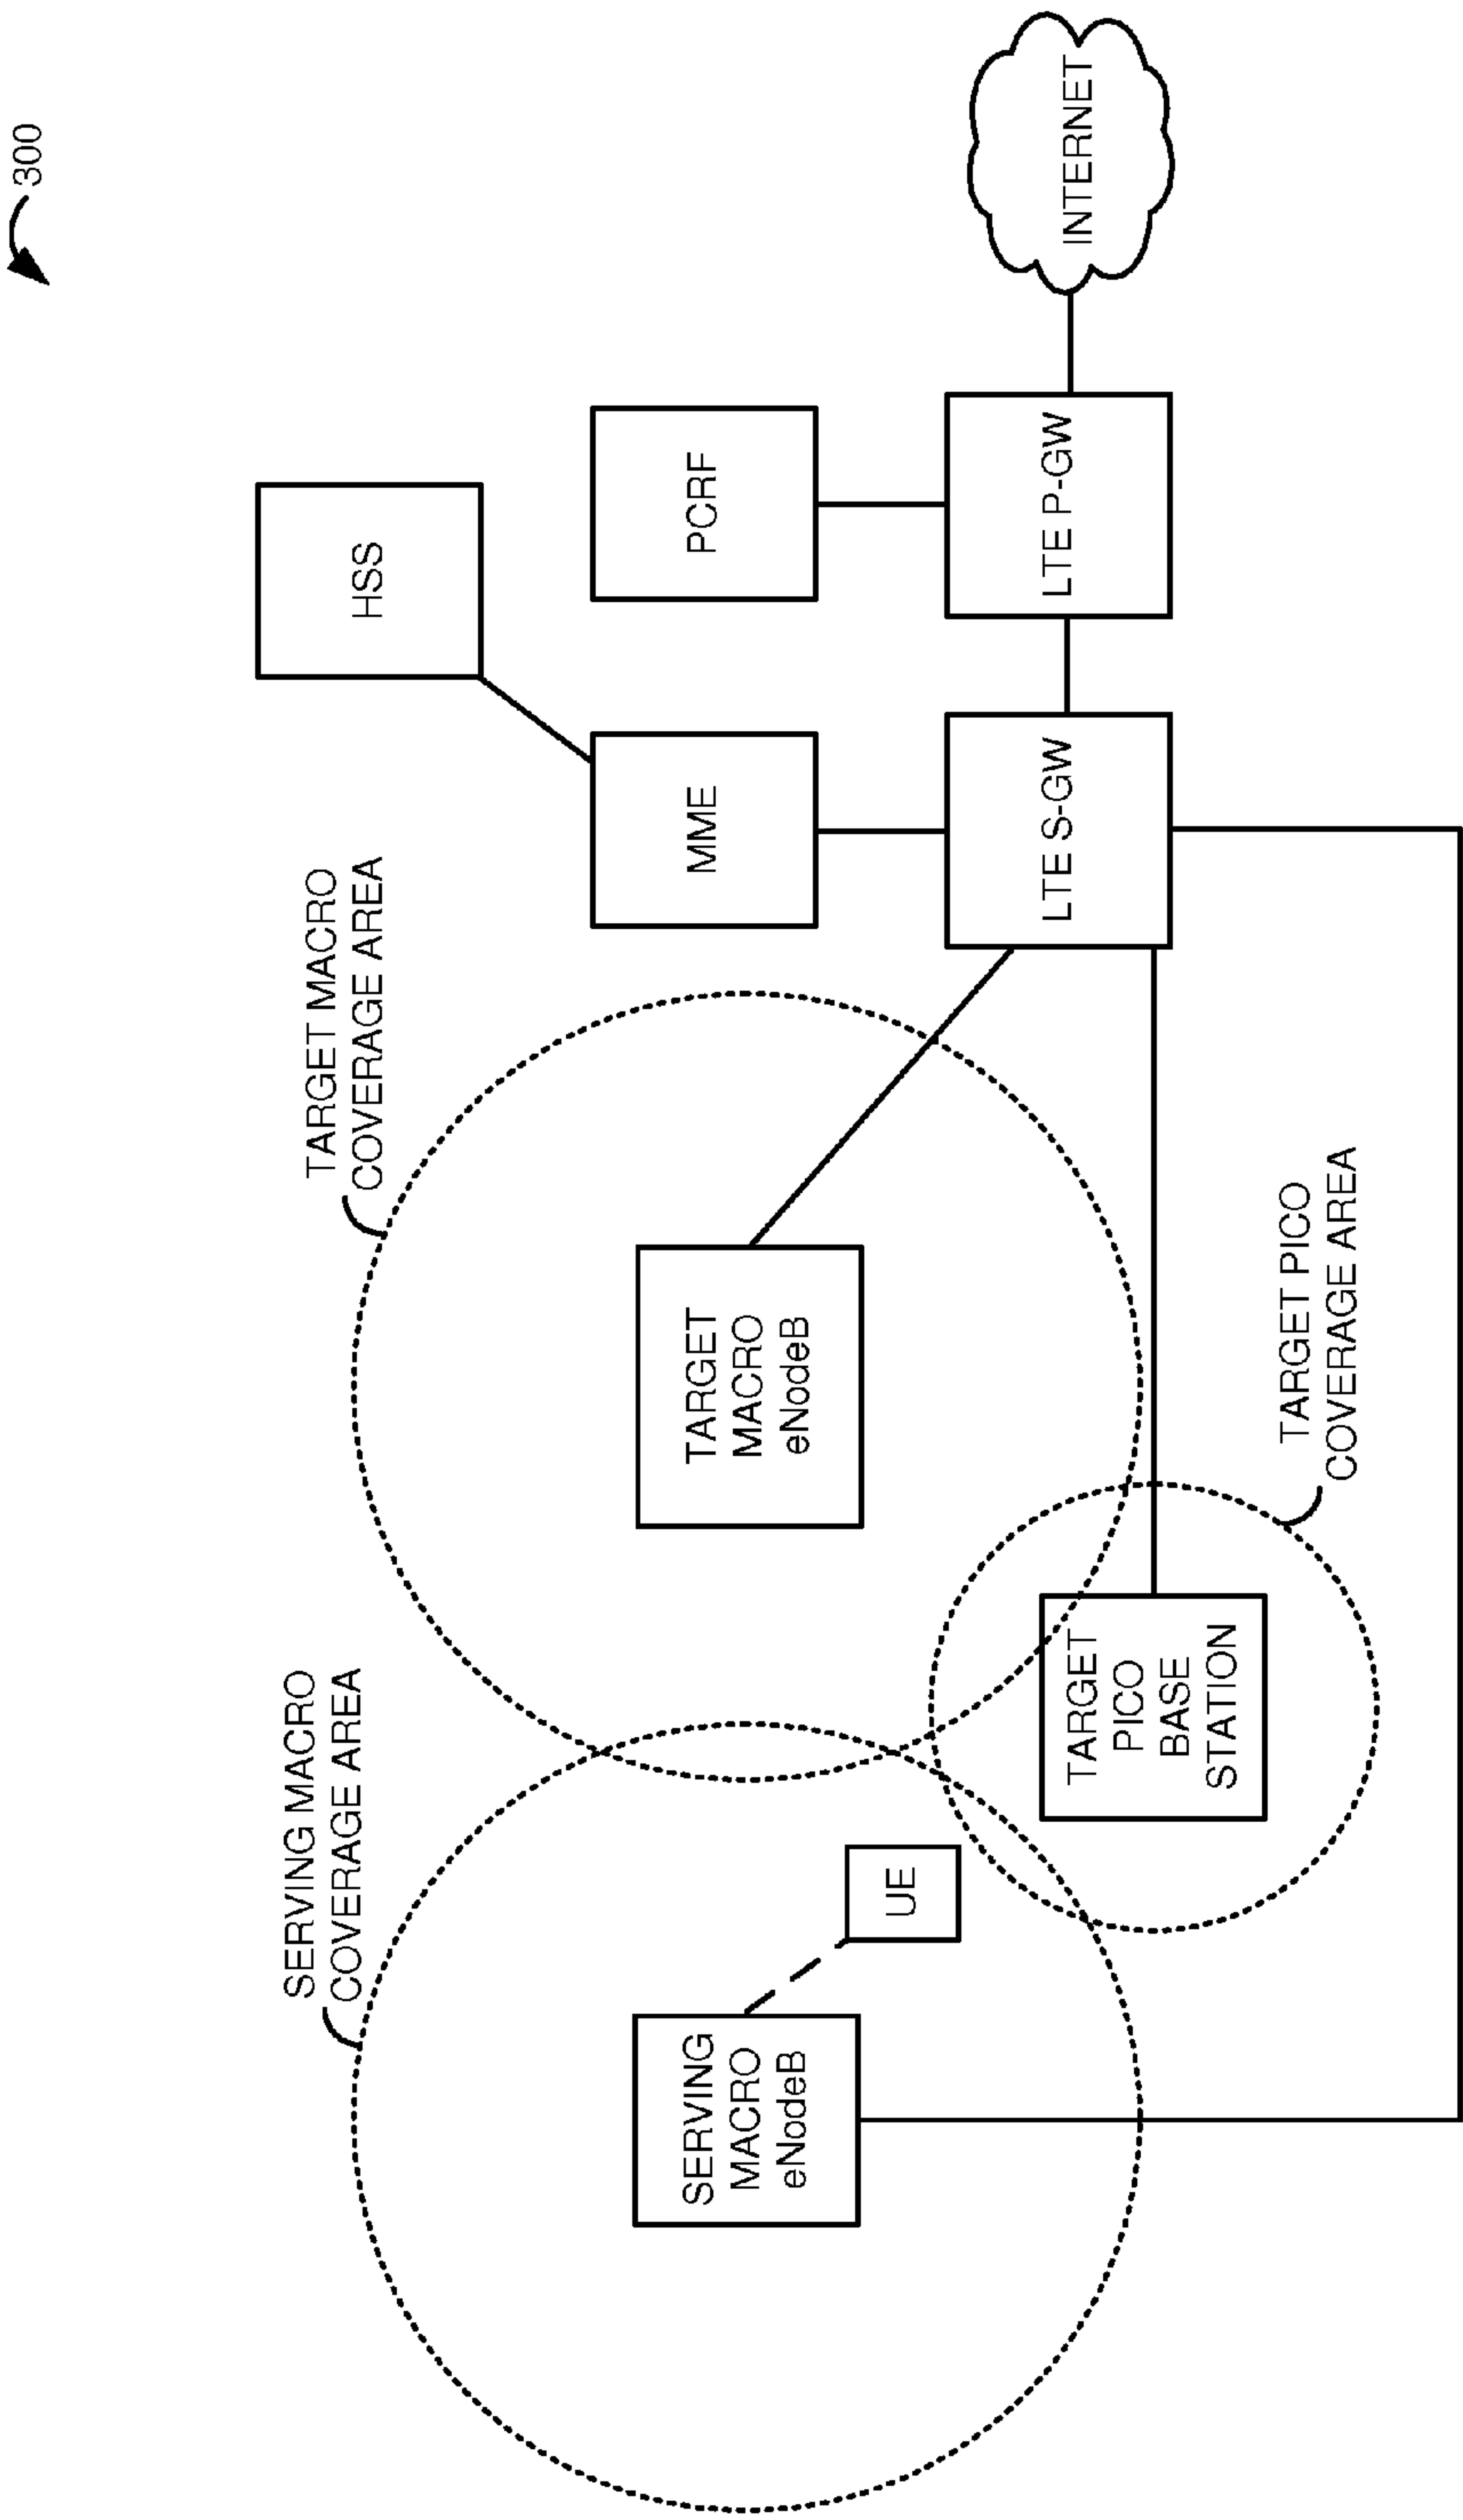 300
HSS
TARGET MACRO
COVERAGE AREA
SERVING MACRO
COVERAGE AREA
MME
PCRF
SERVING
MACRO
eNodeB
UE
TARGET
MACRO
eNodeB
LTE S-GW
LTE P-GW
INTERNET
TARGET
PICO
BASE
STATION
TARGET PICO
COVERAGE AREA